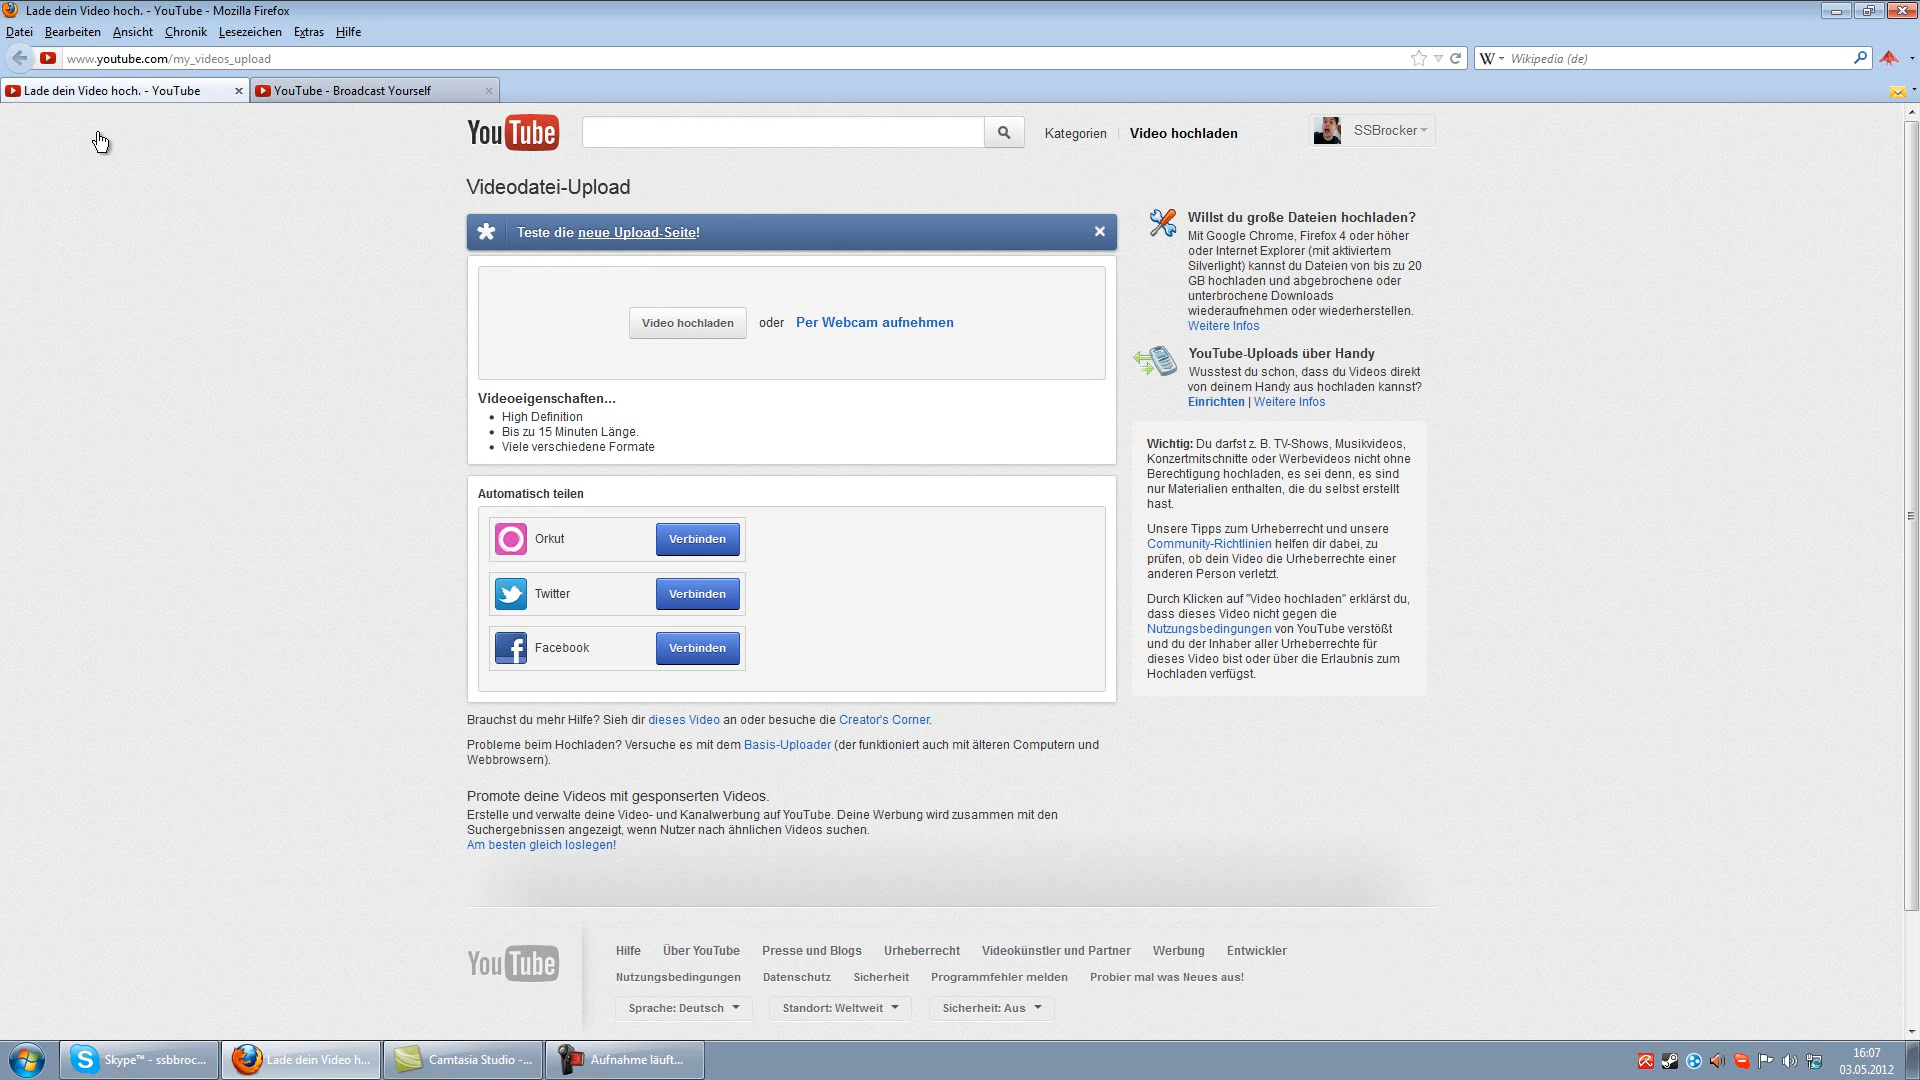 Lade dein Video hoch. - YouTube - Mozilla Firefox
Datei Bearbeiten Ansicht Chronik Lesezeichen Extras Hilfe
www.youtube.com/my_videos_upload
W Wikipedia (de)
Lade dein Video hoch. - YouTube
YouTube - Broadcast Yourself
YouTube
Kategorien
Video hochladen
SSBrocker
Videodatei-Upload
Teste die neue Upload-Seite!
Video hochladen oder Per Webcam aufnehmen
Videoeigenschaften...
• High Definition
• Bis zu 15 Minuten Länge.
• Viele verschiedene Formate
Automatisch teilen
Orkut Verbinden
Twitter Verbinden
Facebook Verbinden
Brauchst du mehr Hilfe? Sieh dir dieses Video an oder besuche die Creator's Corner.
Probleme beim Hochladen? Versuche es mit dem Basis-Uploader (der funktioniert auch mit älteren Computern und
Webbrowsern).
Promote deine Videos mit gesponserten Videos.
Erstelle und verwalte deine Video- und Kanalwerbung auf YouTube. Deine Werbung wird zusammen mit den
Suchergebnissen angezeigt, wenn Nutzer nach ähnlichen Videos suchen.
Am besten gleich loslegen!
Willst du große Dateien hochladen?
Mit Google Chrome, Firefox 4 oder höher
oder Internet Explorer (mit aktiviertem
Silverlight) kannst du Dateien von bis zu 20
GB hochladen und abgebrochene oder
unterbrochene Downloads
wiederaufnehmen oder wiederherstellen.
Weitere Infos
YouTube-Uploads über Handy
Wusstest du schon, dass du Videos direkt
von deinem Handy aus hochladen kannst?
Einrichten | Weitere Infos
Wichtig: Du darfst z. B. TV-Shows, Musikvideos,
Konzertmitschnitte oder Werbevideos nicht ohne
Berechtigung hochladen, es sei denn, es sind
nur Materialien enthalten, die du selbst erstellt
hast.
Unsere Tipps zum Urheberrecht und unsere
Community-Richtlinien helfen dir dabei, zu
prüfen, ob dein Video die Urheberrechte einer
anderen Person verletzt.
Durch Klicken auf "Video hochladen" erklärst du,
dass dieses Video nicht gegen die
Nutzungsbedingungen von YouTube verstößt
und du der Inhaber aller Urheberrechte für
dieses Video bist oder über die Erlaubnis zum
Hochladen verfügst.
YouTube
Hilfe Über YouTube Presse und Blogs Urheberrecht Videokünstler und Partner Werbung Entwickler
Nutzungsbedingungen Datenschutz Sicherheit Programmfehler melden Probier mal was Neues aus!
Sprache: Deutsch Standort: Weltweit Sicherheit: Aus
Skype™ - ssbbroc...
Lade dein Video h...
Camtasia Studio -...
Aufnahme läuft...
16:07
03.05.2012